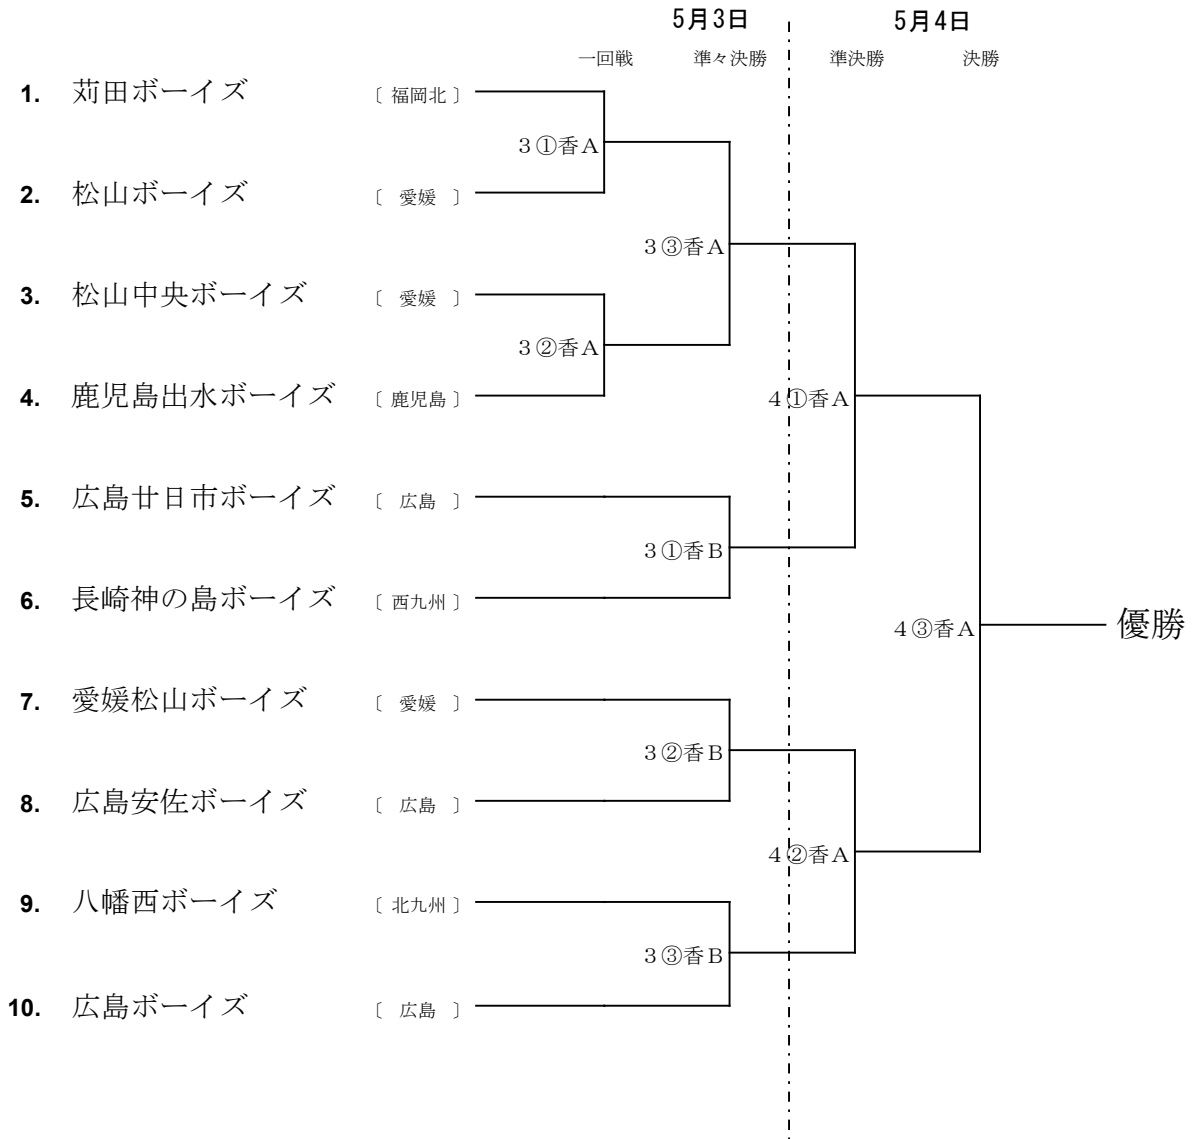 5月3日 5月4日
一回戦 準々決勝 準決勝 決勝
1. 苅田ボーイズ 〔 福岡北 〕
3①香A
2. 松山ボーイズ 〔 愛媛 〕
3③香A
3. 松山中央ボーイズ 〔 愛媛 〕
3②香A
4. 鹿児島出水ボーイズ 〔 鹿児島 〕
4①香A
5. 広島廿日市ボーイズ 〔 広島 〕
3①香B
6. 長崎神の島ボーイズ 〔 西九州 〕
4③香A 優勝
7. 愛媛松山ボーイズ 〔 愛媛 〕
3②香B
8. 広島安佐ボーイズ 〔 広島 〕
4②香A
9. 八幡西ボーイズ 〔 北九州 〕
3③香B
10. 広島ボーイズ 〔 広島 〕